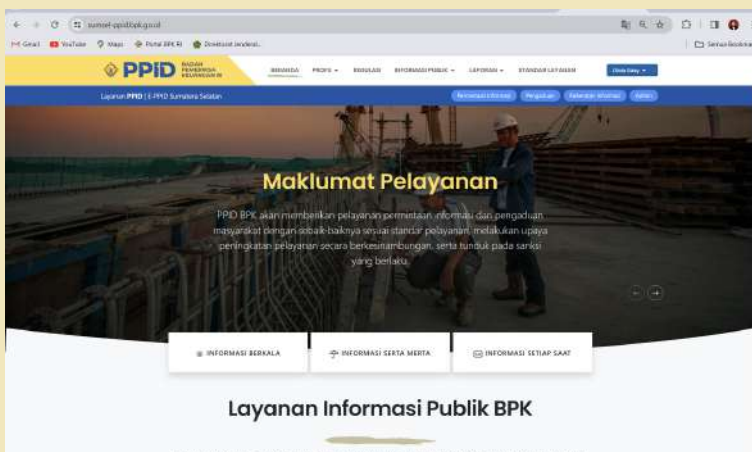 sumsel-ppid.bpk.go.id
Gmail YouTube Maps Portal BPK RI Direktorat Jenderal...
Semua Bookmark
PPID BADAN PEMERIKSA KEUANGAN RI
BERANDA PROFIL REGULASI INFORMASI PUBLIK LAPORAN STANDAR LAYANAN
Layanan PPID | E-PPID Sumatera Selatan
Permintaan Informasi Pengaduan Keberatan Informasi
Maklumat Pelayanan
PPID BPK akan memberikan pelayanan permintaan informasi dan pengaduan
masyarakat dengan sebaik-baiknya sesuai standar pelayanan, melakukan upaya
peningkatan pelayanan secara berkesinambungan, serta tunduk pada sanksi
yang berlaku.
INFORMASI BERKALA INFORMASI SERTA MERTA INFORMASI SETIAP SAAT
Layanan Informasi Publik BPK